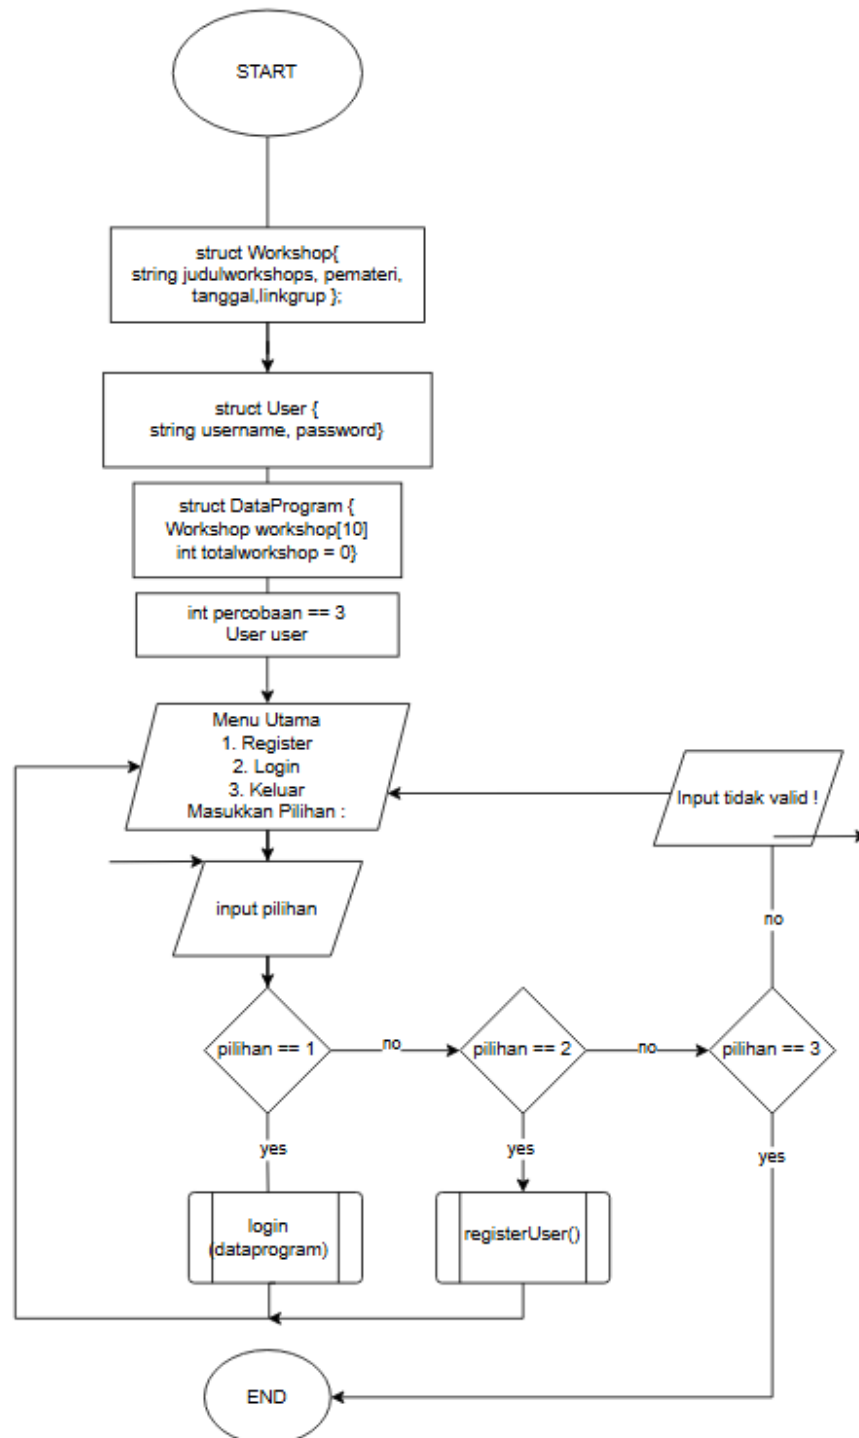 START
struct Workshop{
string judulworkshops, pemateri,
tanggal,linkgrup };
struct User {
string username, password}
struct DataProgram {
Workshop workshop[10]
int totalworkshop = 0}
int percobaan == 3
User user
Menu Utama
1. Register
2. Login
3. Keluar
Masukkan Pilihan :
Input tidak valid !
input pilihan
no
pilihan == 1
no
pilihan == 2
no
pilihan == 3
yes
yes
yes
login
(dataprogram)
registerUser()
END